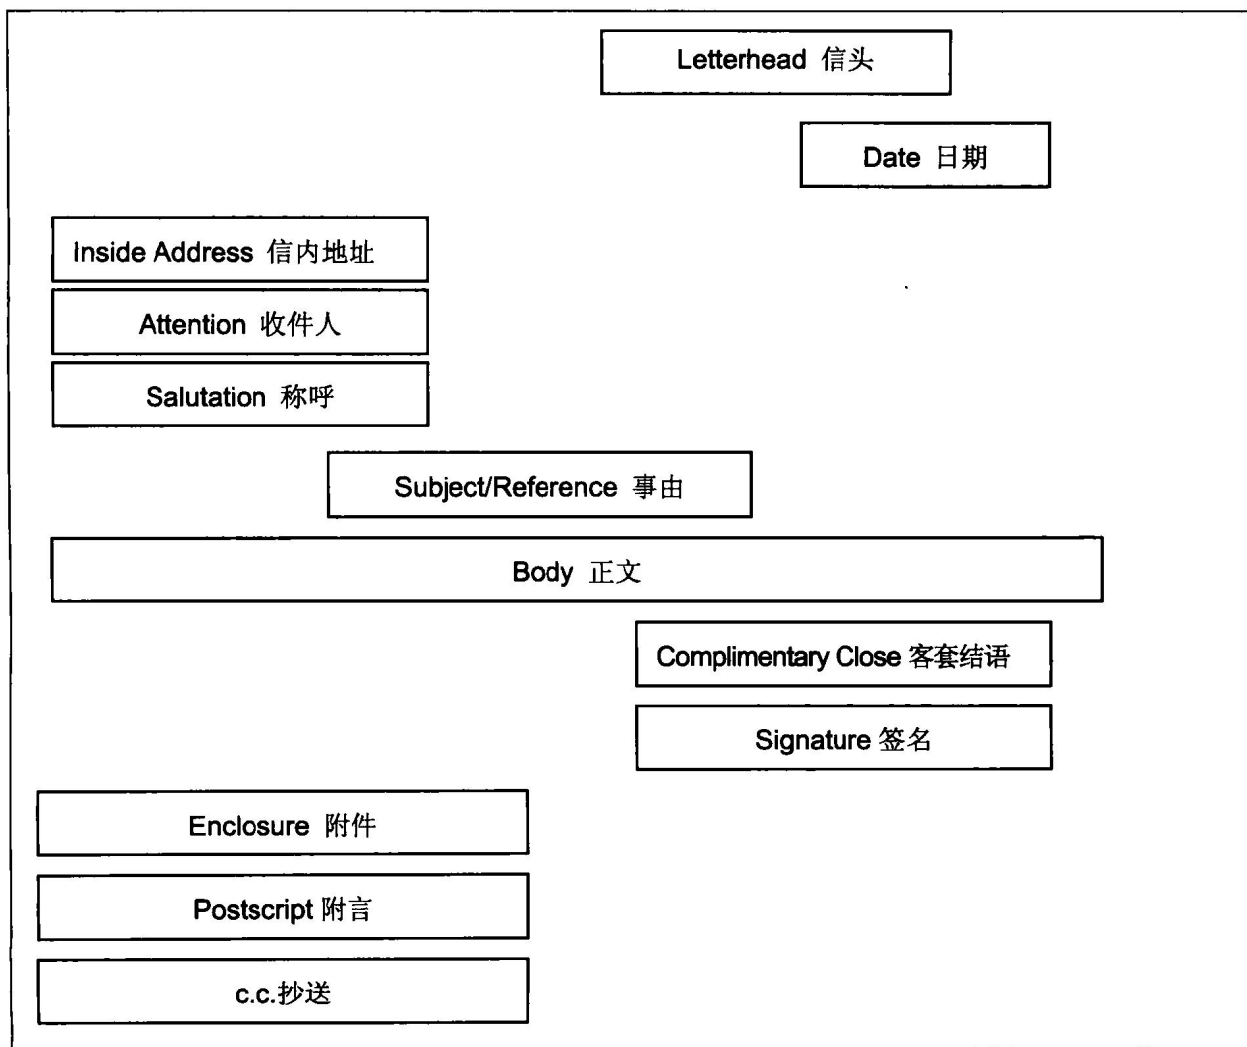 Letterhead 信头
Date 日期
Inside Address 信内地址
Attention 收件人
Salutation 称呼
Subject/Reference 事由
Body 正文
Complimentary Close 客套结语
Signature 签名
Enclosure 附件
Postscript 附言
c.c.抄送